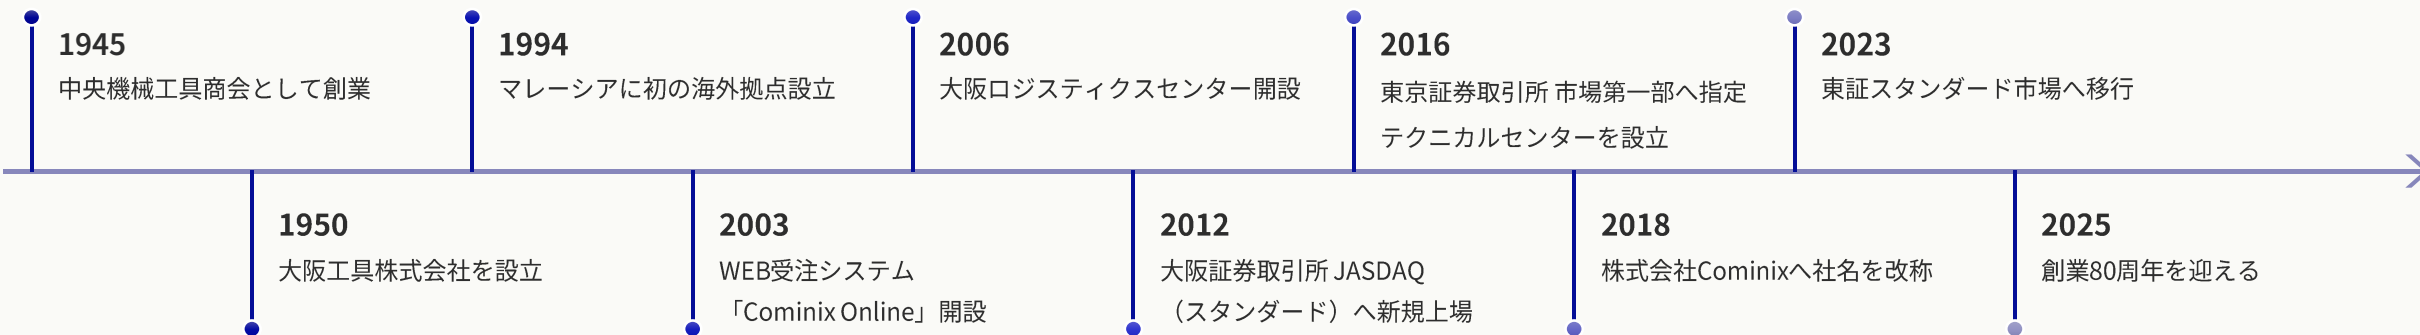 1945
中央機械工具商会として創業
1994
マレーシアに初の海外拠点設立
2006
大阪ロジスティクスセンター開設
2016
東京証券取引所 市場第一部へ指定
テクニカルセンターを設立
2023
東証スタンダード市場へ移行
1950
大阪工具株式会社を設立
2003
WEB受注システム
「Cominix Online」開設
2012
大阪証券取引所 JASDAQ
（スタンダード）へ新規上場
2018
株式会社Cominixへ社名を改称
2025
創業80周年を迎える